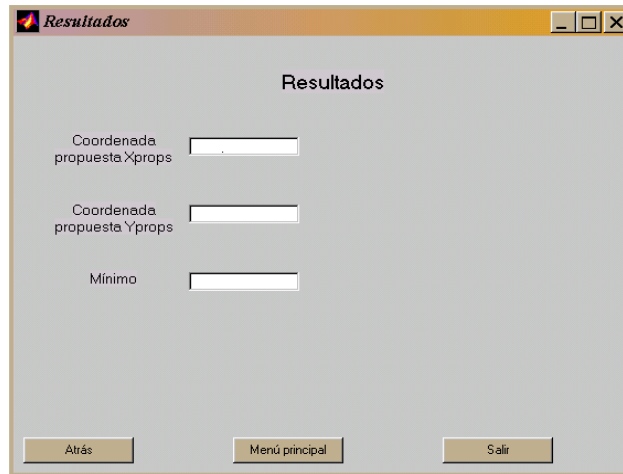 Resultados
Resultados
Coordenada
propuesta Xprops
Coordenada
propuesta Yprops
Mínimo
Atrás
Menú principal
Salir